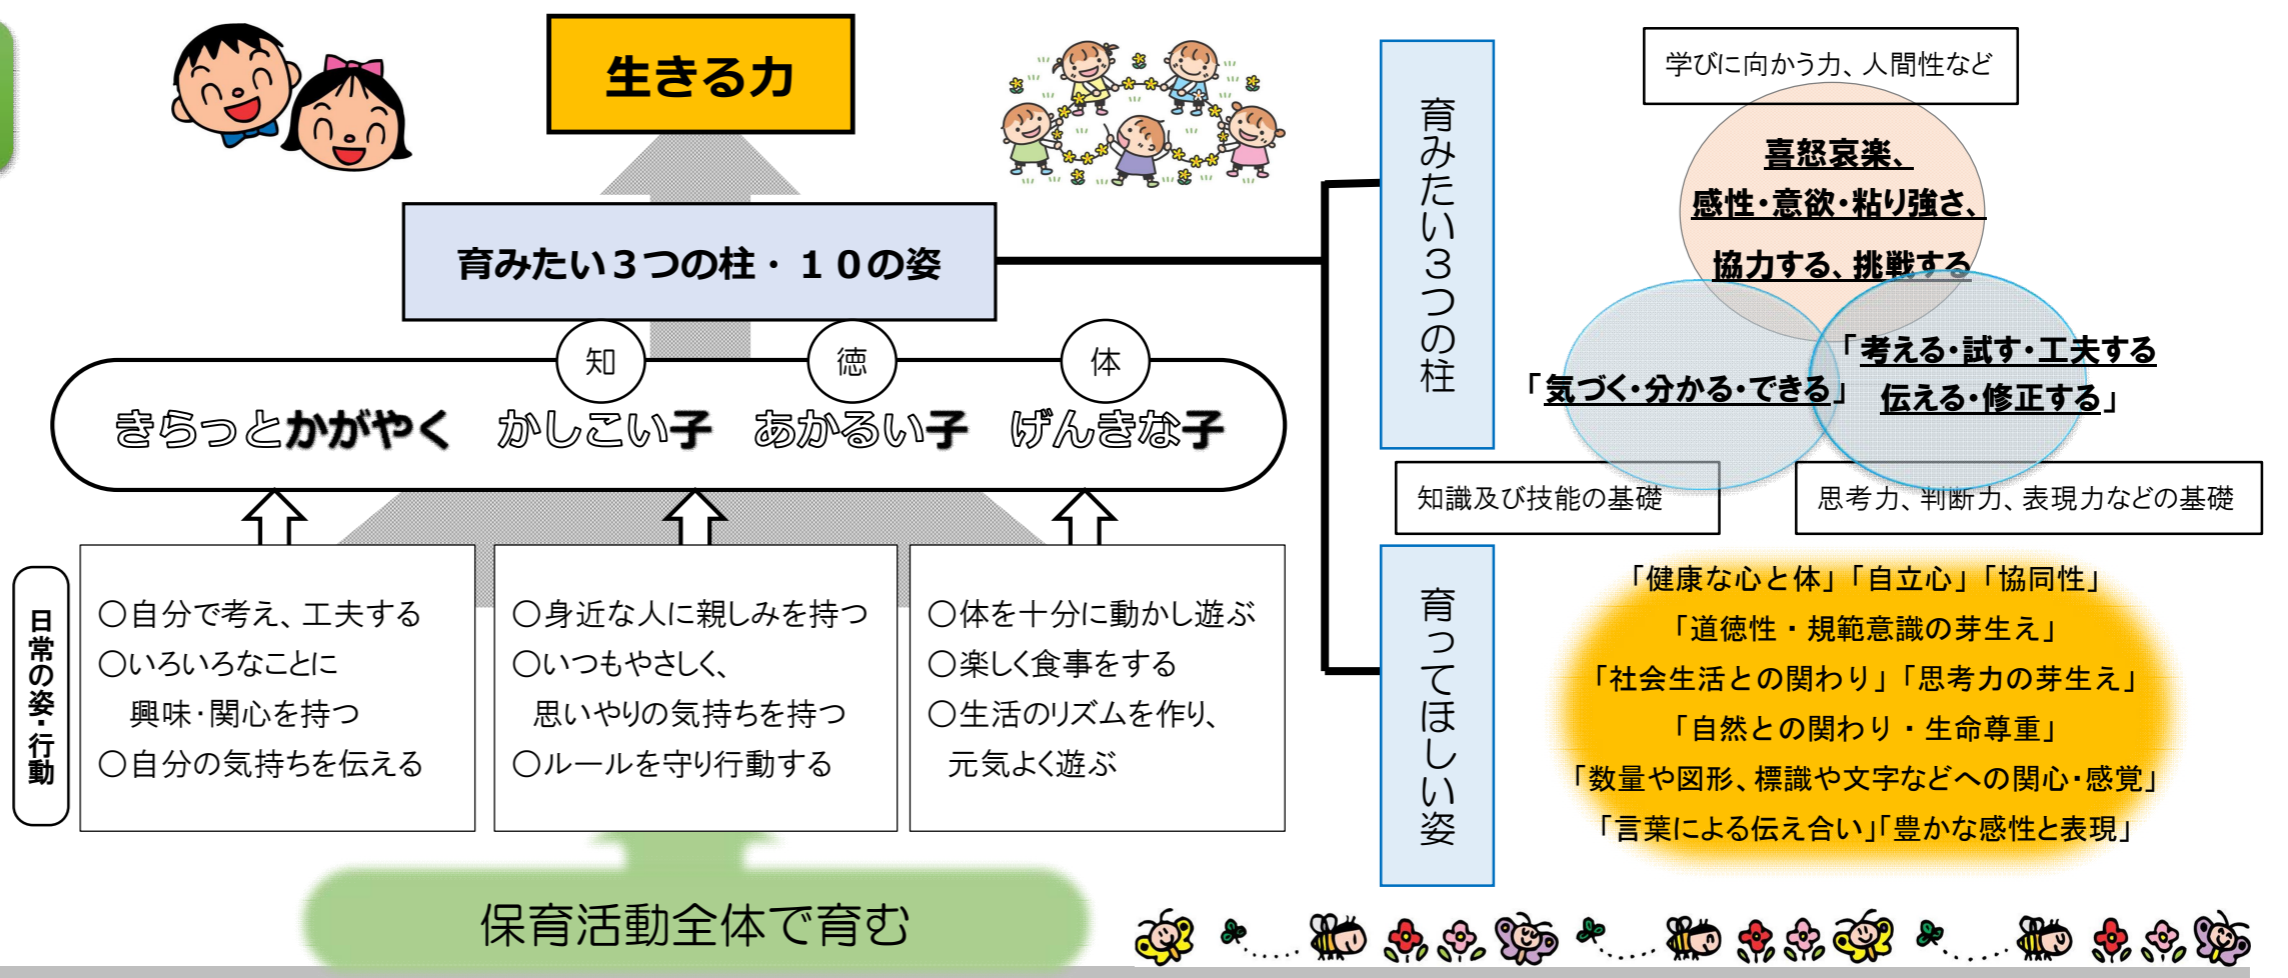 生きる力
育みたい３つの柱・１０の姿
知
徳
体
きらっとかがやく　かしこい子　あかるい子　げんきな子
日常の姿・行動
○自分で考え、工夫する
○いろいろなことに
興味・関心を持つ
○自分の気持ちを伝える
○身近な人に親しみを持つ
○いつもやさしく、
思いやりの気持ちを持つ
○ルールを守り行動する
○体を十分に動かし遊ぶ
○楽しく食事をする
○生活のリズムを作り、
元気よく遊ぶ
保育活動全体で育む
育みたい３つの柱
学びに向かう力、人間性など
喜怒哀楽、
感性・意欲・粘り強さ、
協力する、挑戦する
「気づく・分かる・できる」
「考える・試す・工夫する
伝える・修正する」
知識及び技能の基礎
思考力、判断力、表現力などの基礎
育ってほしい姿
「健康な心と体」「自立心」「協同性」
「道徳性・規範意識の芽生え」
「社会生活との関わり」「思考力の芽生え」
「自然との関わり・生命尊重」
「数量や図形、標識や文字などへの関心・感覚」
「言葉による伝え合い」「豊かな感性と表現」